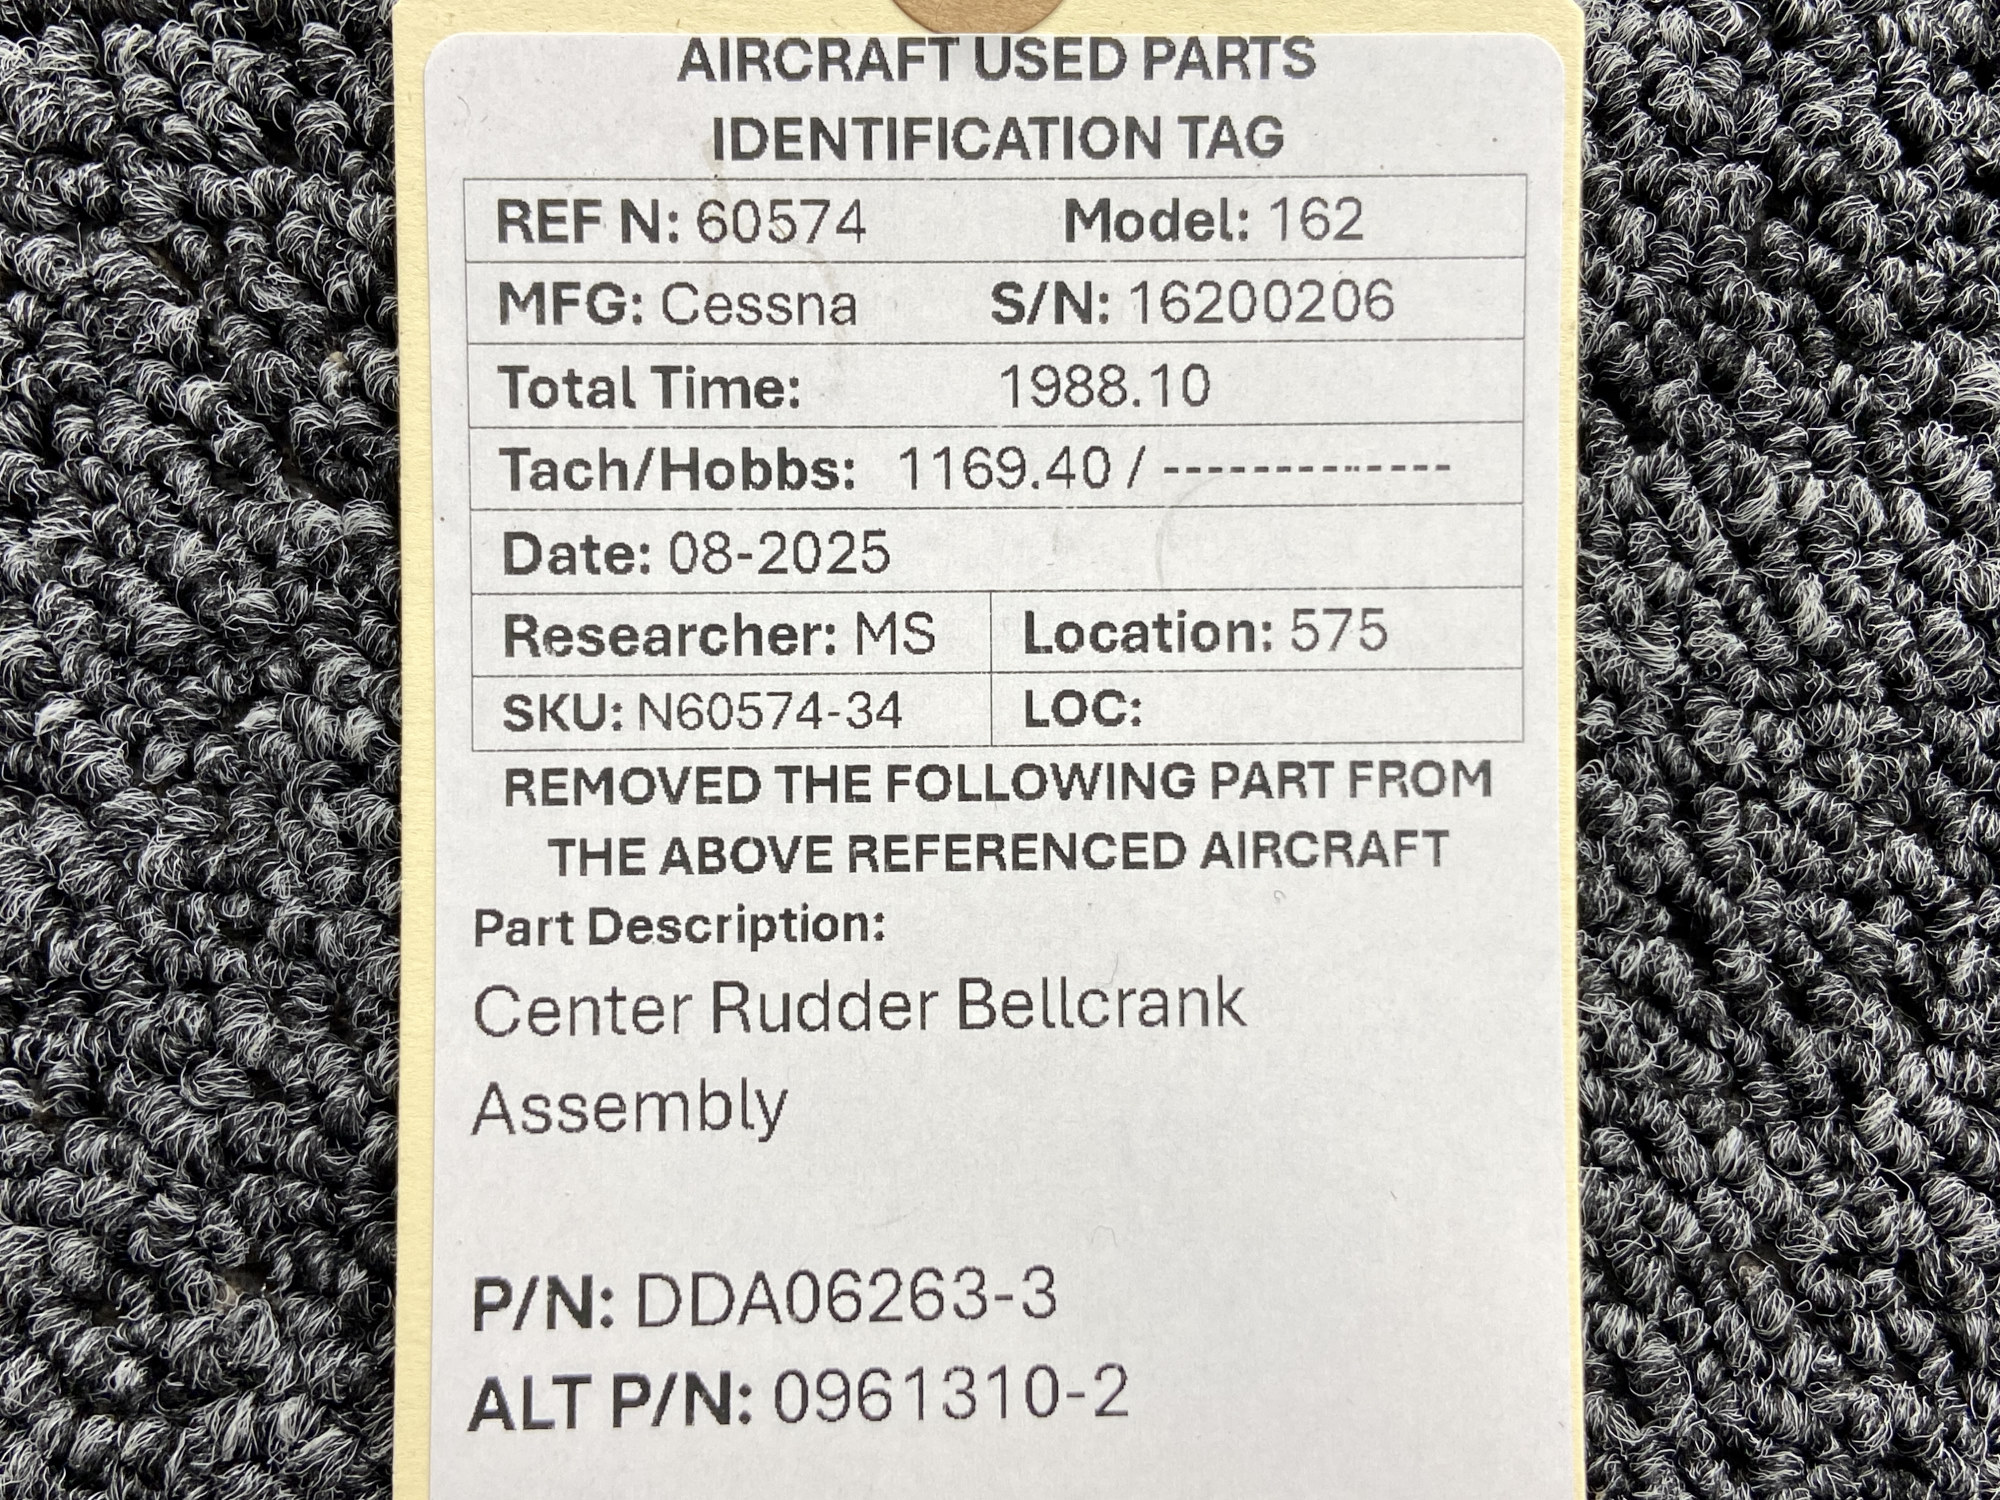 AIRCRAFT USED PARTS
IDENTIFICATION TAG
REF N: 60574 Model: 162
MFG: Cessna S/N: 16200206
Total Time: 1988.10
Tach/Hobbs: 1169.40 / -------------
Date: 08-2025
Researcher: MS Location: 575
SKU: N60574-34 LOC:
REMOVED THE FOLLOWING PART FROM
THE ABOVE REFERENCED AIRCRAFT
Part Description:
Center Rudder Bellcrank
Assembly
P/N: DDA06263-3
ALT P/N: 0961310-2